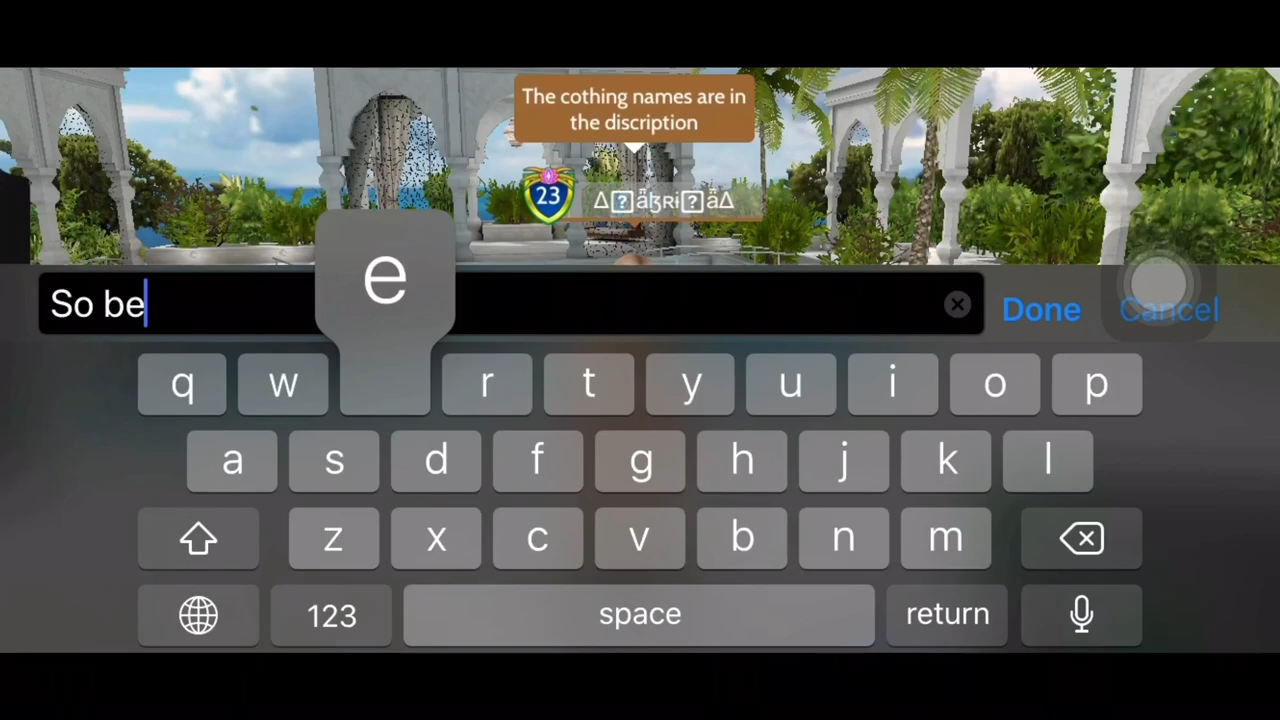 The cothing names are in
the discription
23
So be
e
Done
Cancel
q w r t y u i o p
a s d f g h j k l
z x c v b n m
123 space return